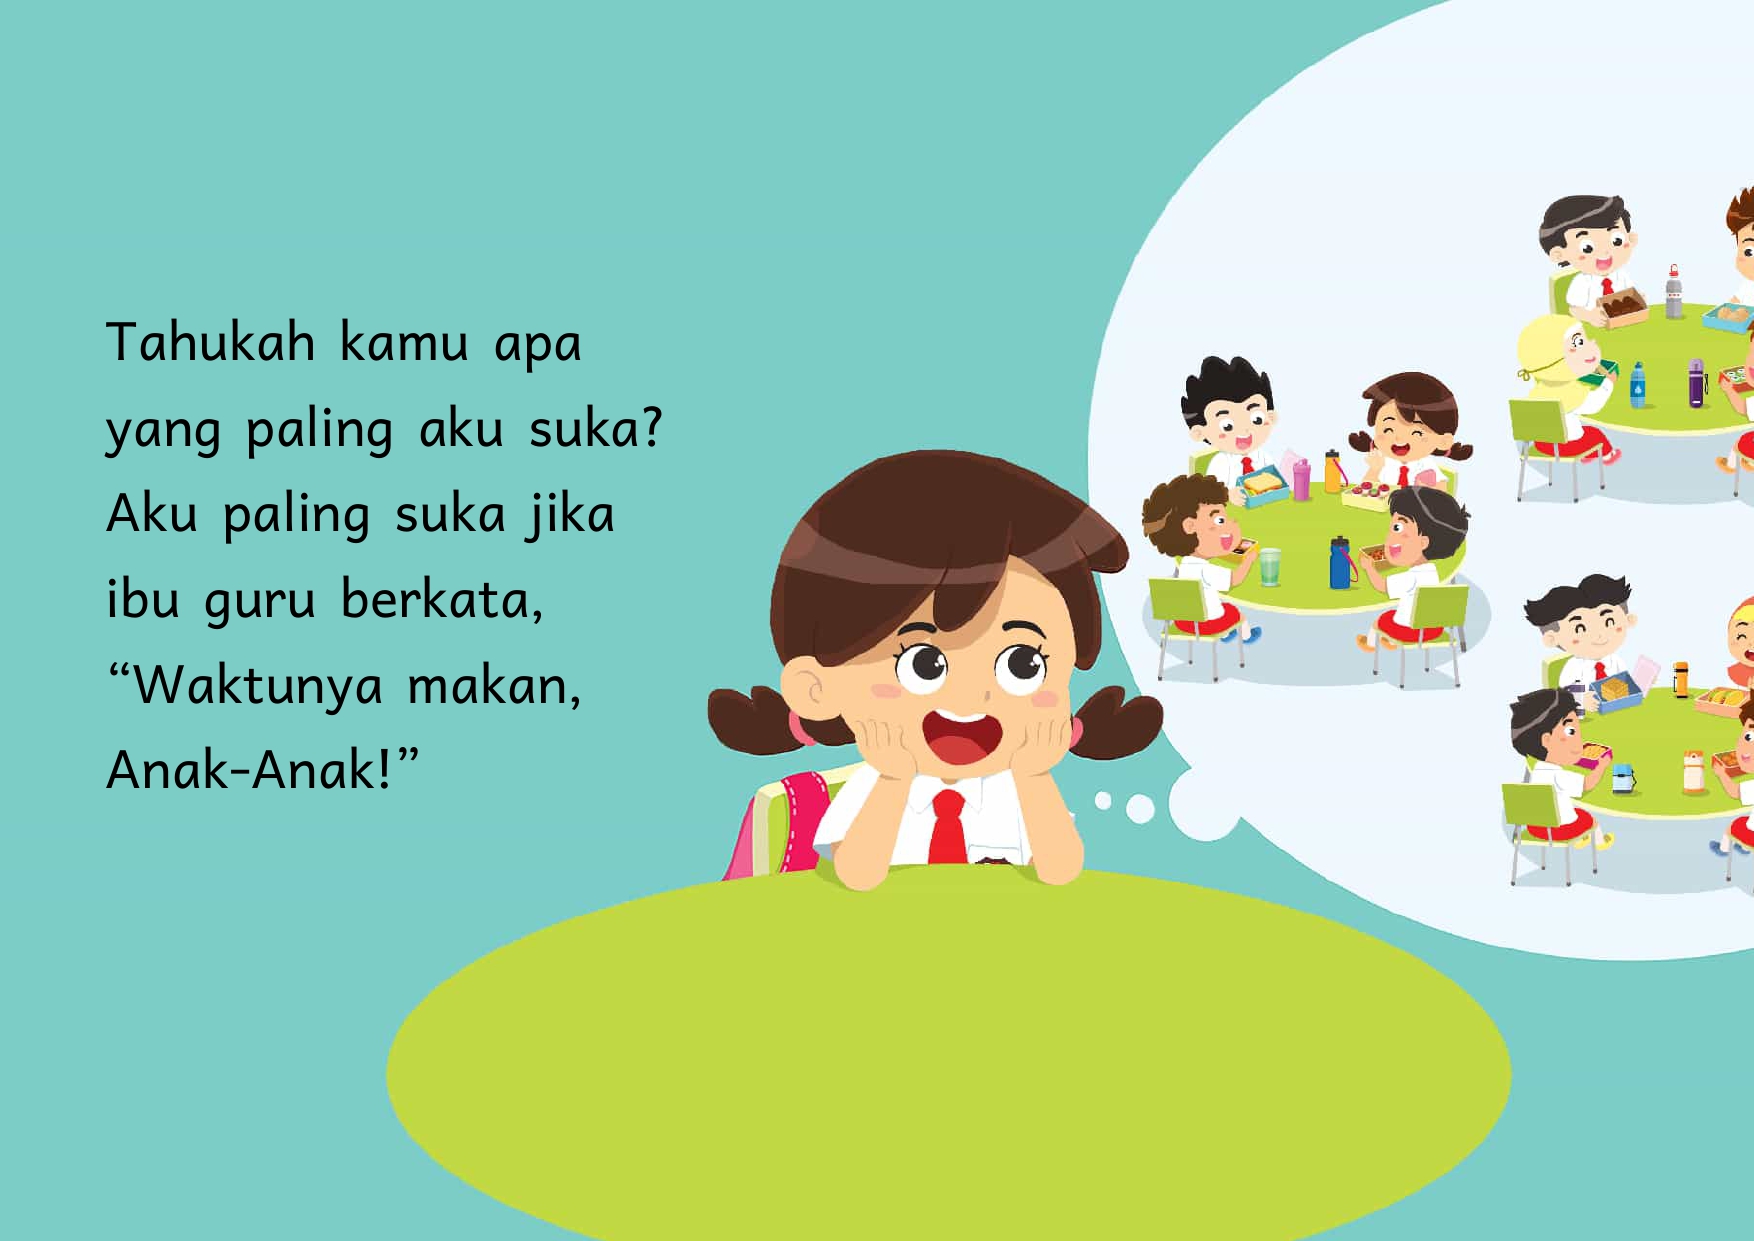 Tahukah kamu apa
yang paling aku suka?
Aku paling suka jika
ibu guru berkata,
“Waktunya makan,
Anak-Anak!”